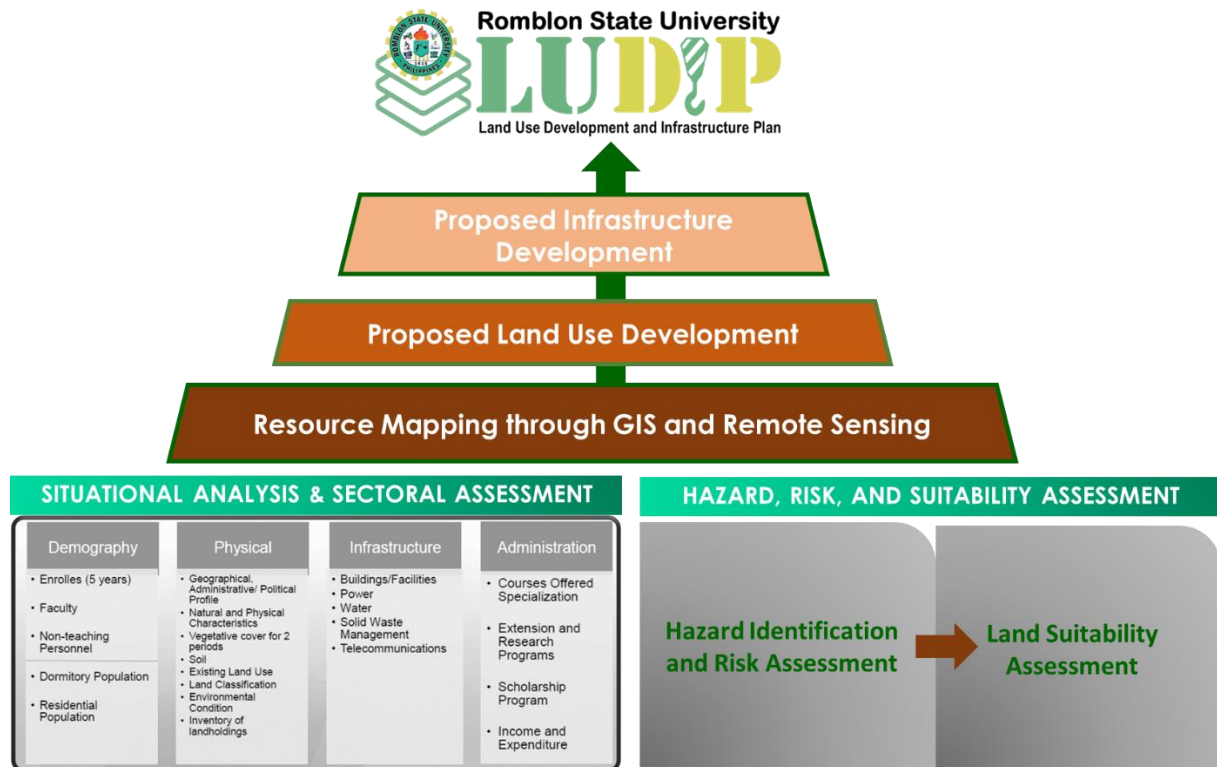 Romblon State University
ROMBLON STATE UNIVERSITY
PHILIPPINES
LUDIP
Land Use Development and Infrastructure Plan
Proposed Infrastructure
Development
Proposed Land Use Development
Resource Mapping through GIS and Remote Sensing
SITUATIONAL ANALYSIS & SECTORAL ASSESSMENT
Demography
• Enrolles (5 years)
• Faculty
• Non-teaching
Personnel
• Dormitory Population
• Residential
Population
Physical
• Geographical,
Administrative/ Political
Profile
• Natural and Physical
Characteristics
• Vegetative cover for 2
periods
• Soil
• Existing Land Use
• Land Classification
• Environmental
Condition
• Inventory of
landholdings
Infrastructure
• Buildings/Facilities
• Power
• Water
• Solid Waste
Management
• Telecommunications
Administration
• Courses Offered
Specialization
• Extension and
Research
Programs
• Scholarship
Program
• Income and
Expenditure
HAZARD, RISK, AND SUITABILITY ASSESSMENT
Hazard Identification
and Risk Assessment
Land Suitability
Assessment